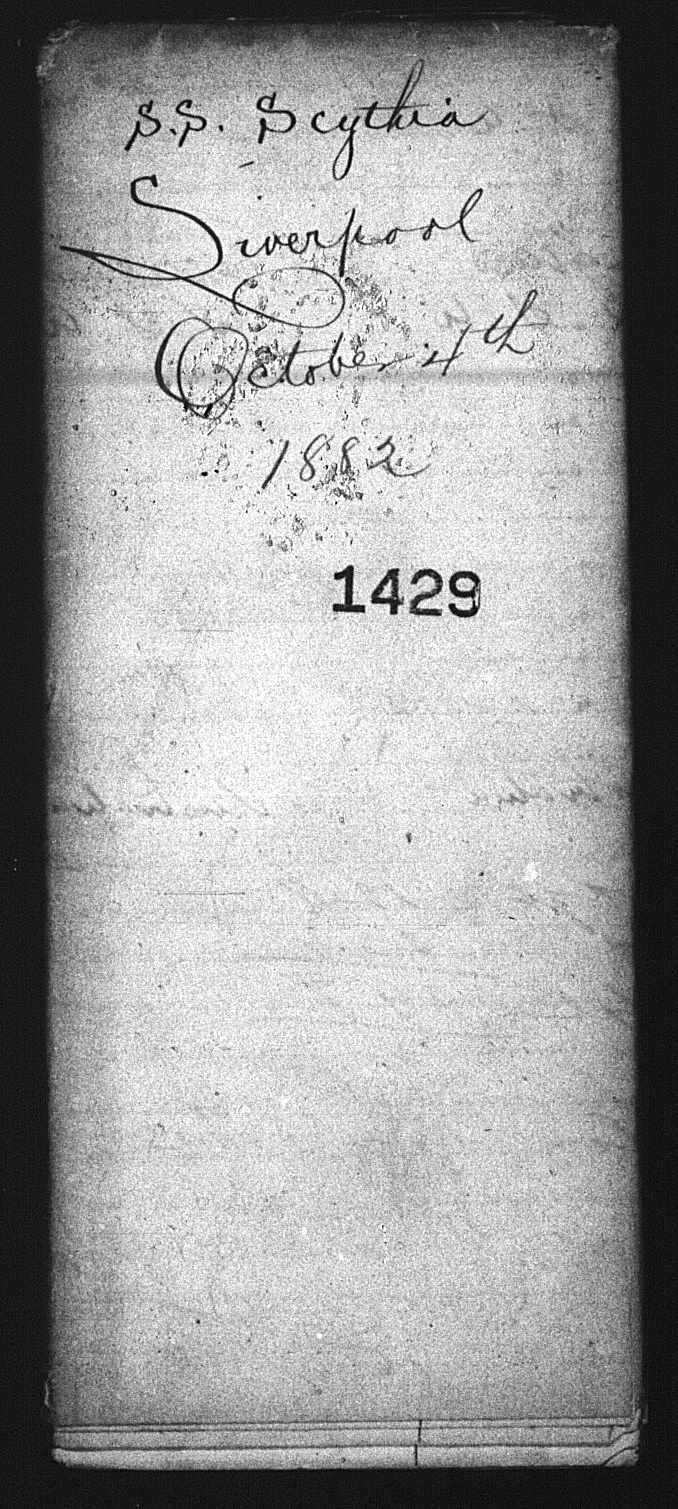 S.S. Scythia
Liverpool
October 4th
1882
1429